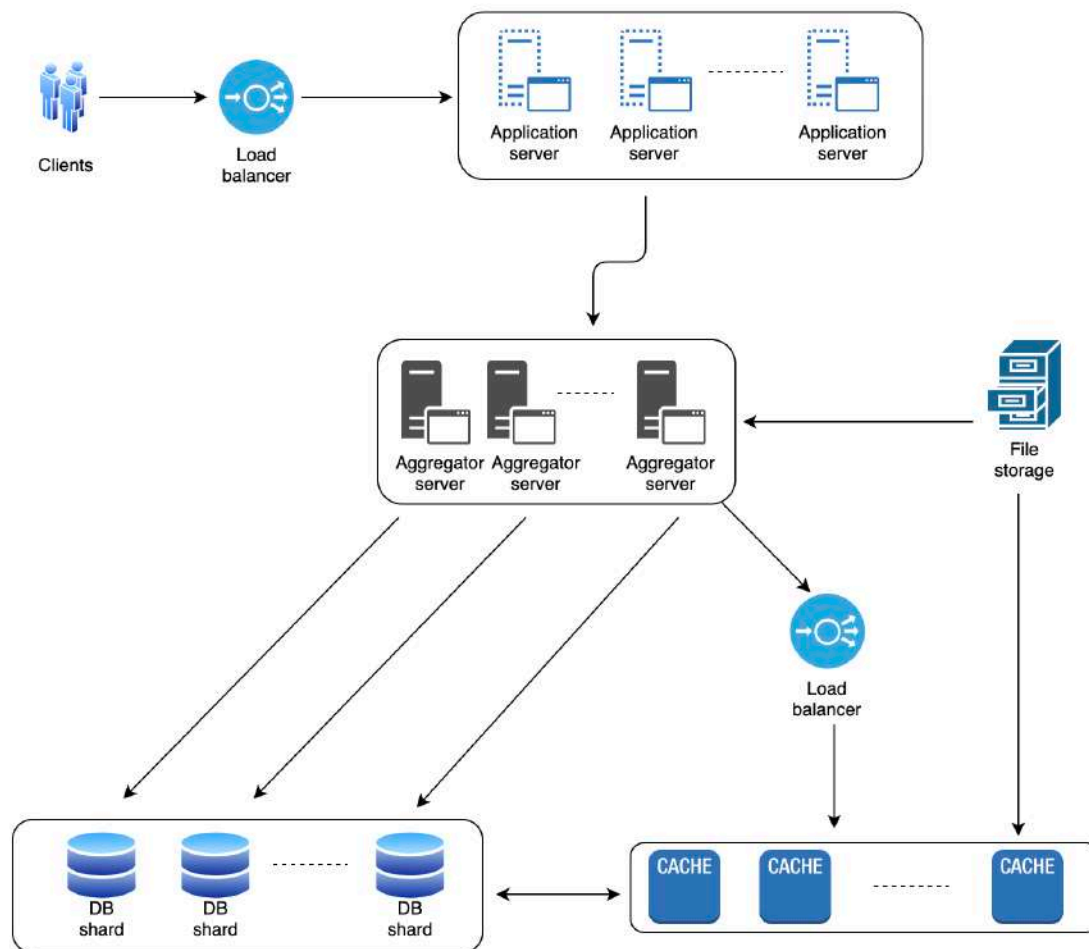 Clients
Load
balancer
Application
server
Application
server
Application
server
Aggregator
server
Aggregator
server
Aggregator
server
File
storage
Load
balancer
DB
shard
DB
shard
DB
shard
CACHE
CACHE
CACHE